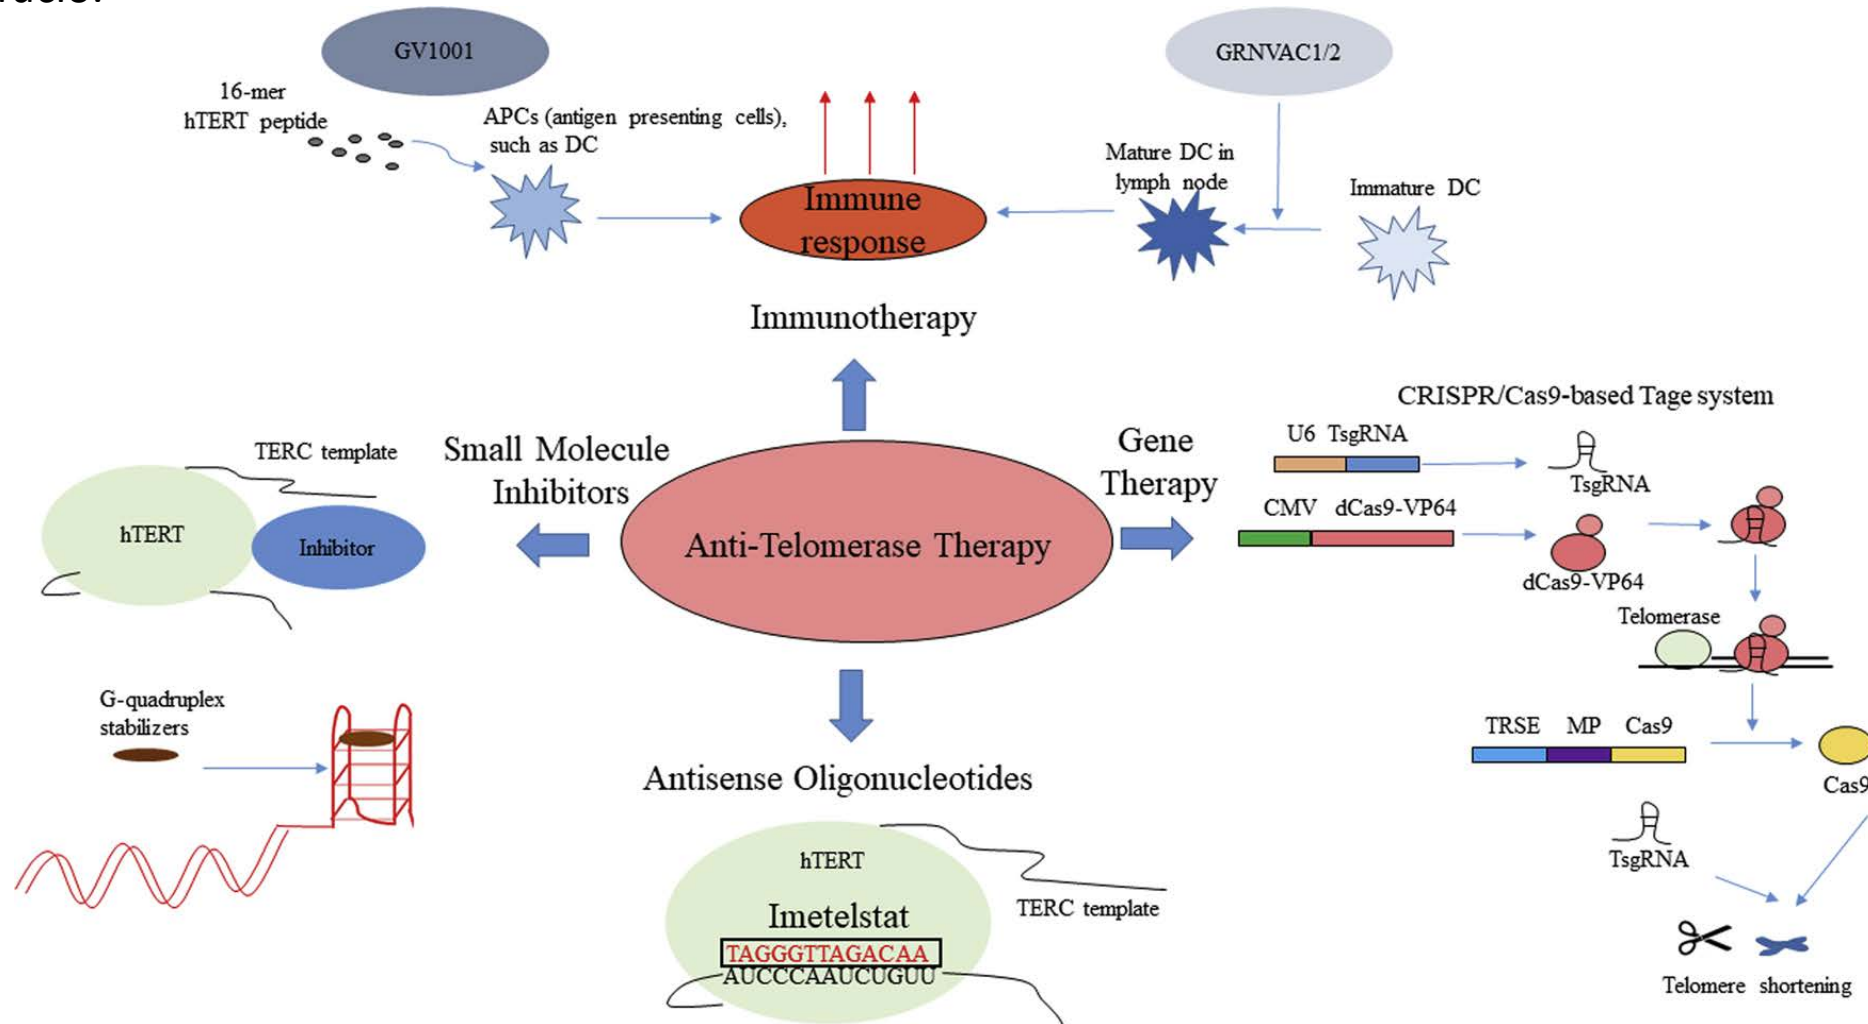 GV1001
GRNVAC1/2
16-mer
hTERT peptide
APCs (antigen presenting cells),
such as DC
Mature DC in
lymph node
Immature DC
Immune
response
Immunotherapy
CRISPR/Cas9-based Tage system
U6 TsgRNA
TsgRNA
CMV dCas9-VP64
dCas9-VP64
Gene
Therapy
TERC template
Small Molecule
Inhibitors
hTERT
Inhibitor
Anti-Telomerase Therapy
Telomerase
G-quadruplex
stabilizers
TRSE MP Cas9
Cas9
TsgRNA
Telomere shortening
Antisense Oligonucleotides
hTERT
Imetelstat
TAGGGTTAGACAA
AUCCCAAUCUGUU
TERC template